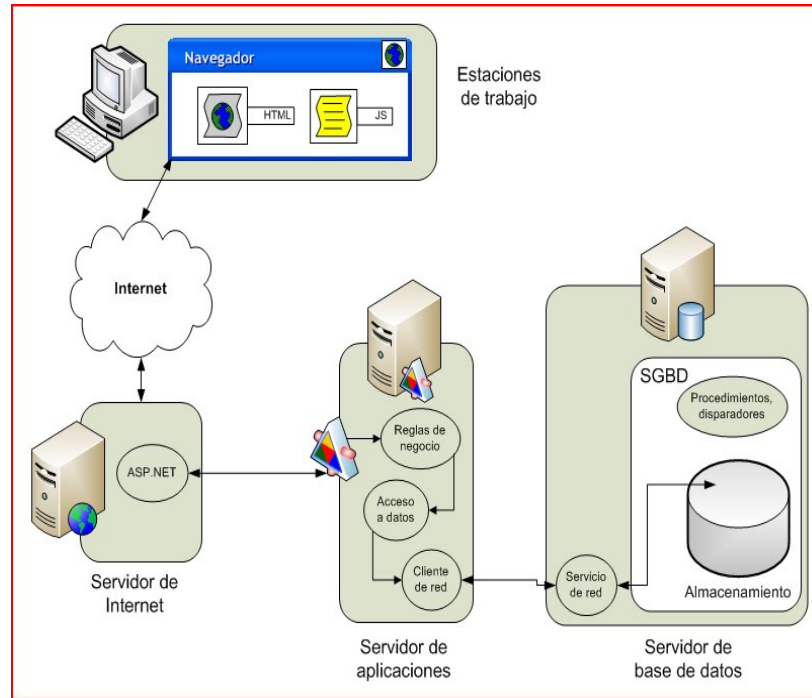 Navegador
HTML
JS
Estaciones
de trabajo
Internet
ASP.NET
Servidor de
Internet
Reglas de
negocio
Acceso
a datos
Cliente
de red
Servidor de
aplicaciones
SGBD
Procedimientos,
disparadores
Servicio
de red
Almacenamiento
Servidor de
base de datos